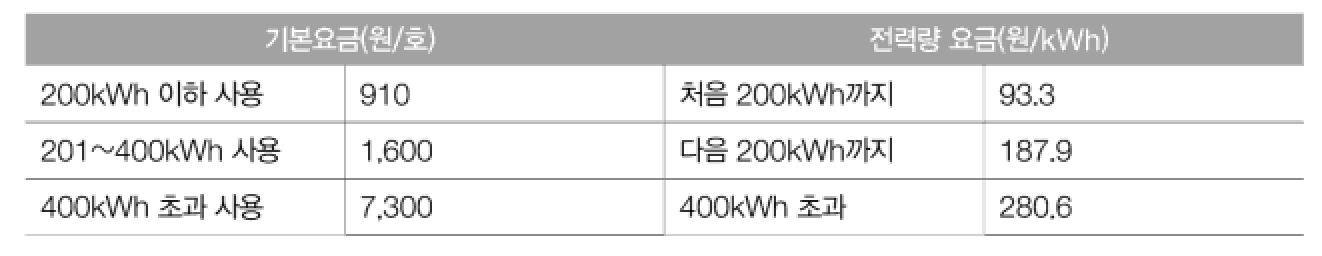 기본요금(원/호) 전력량 요금(원/kWh)
200kWh 이하 사용 910 처음 200kWh까지 93.3
201~400kWh 사용 1,600 다음 200kWh까지 187.9
400kWh 초과 사용 7,300 400kWh 초과 280.6